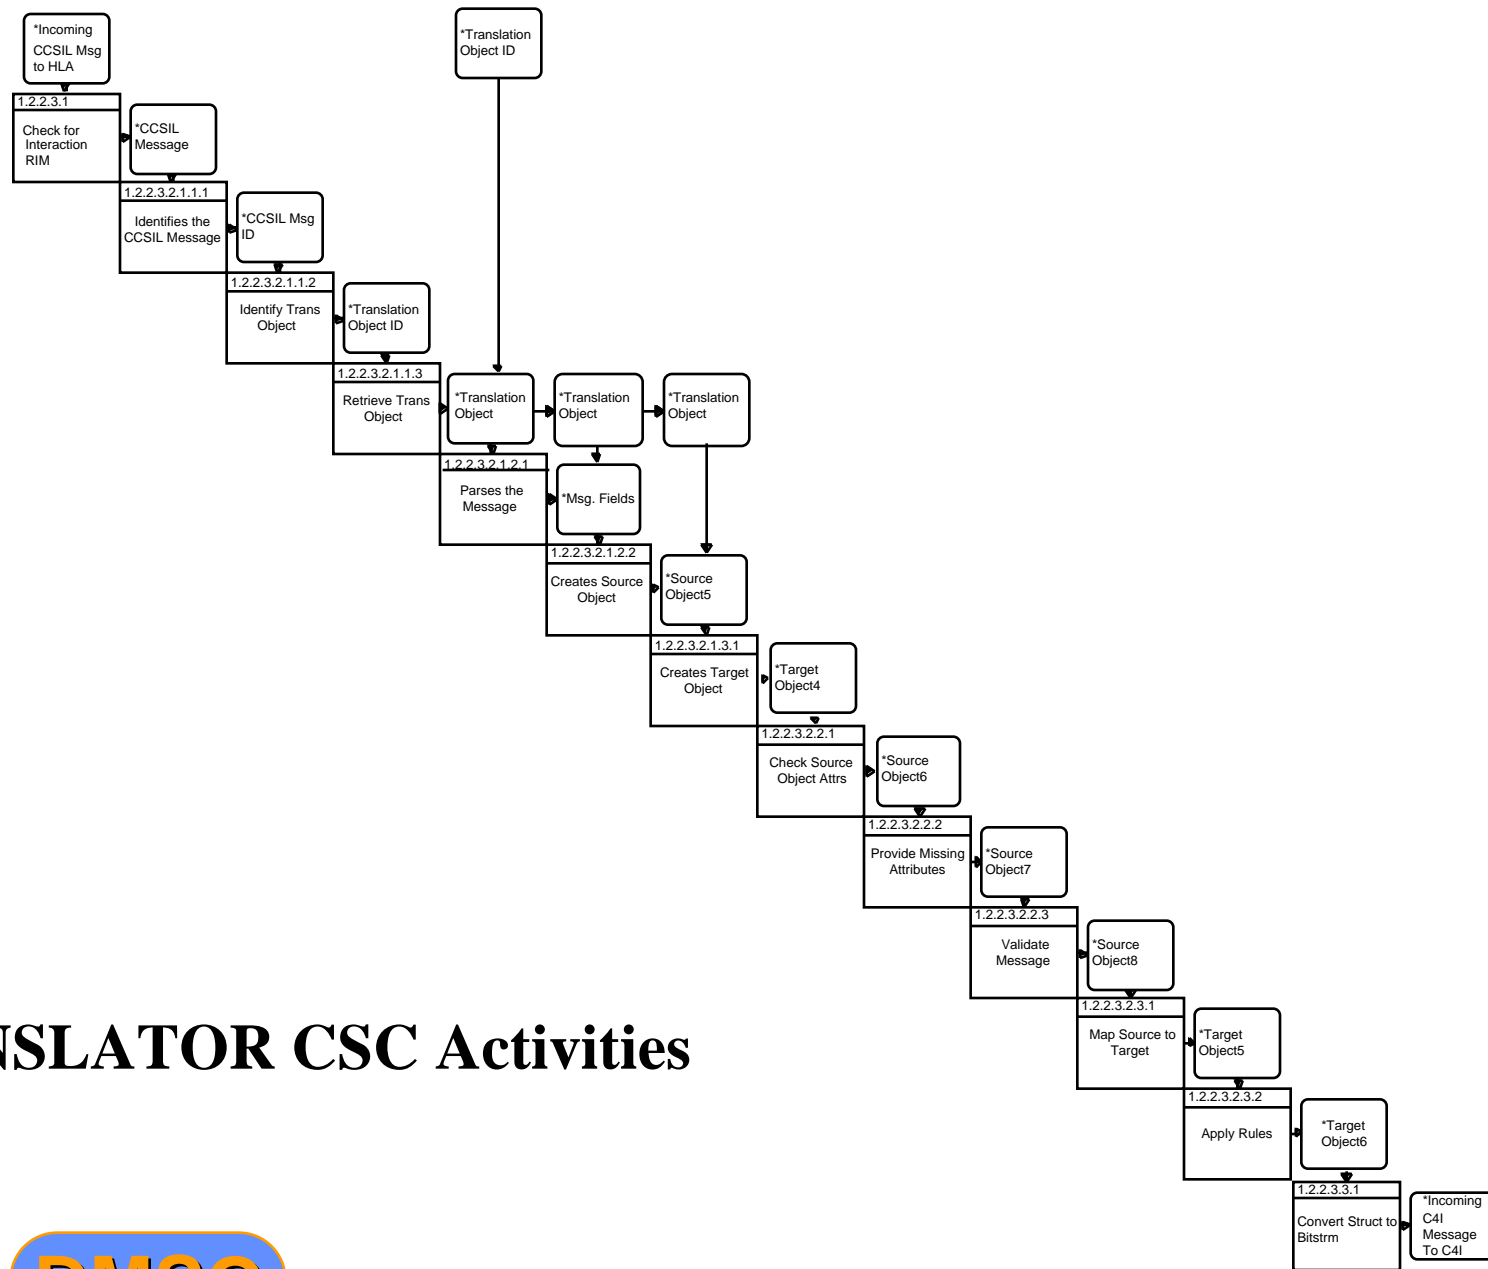 *Incoming
CCSIL Msg
to HLA
*Translation
Object ID
1.2.2.3.1
Check for
Interaction
RIM
*CCSIL
Message
1.2.2.3.2.1.1.1
Identifies the
CCSIL Message
*CCSIL Msg
ID
1.2.2.3.2.1.1.2
Identify Trans
Object
*Translation
Object ID
1.2.2.3.2.1.1.3
Retrieve Trans
Object
*Translation
Object
*Translation
Object
*Translation
Object
1.2.2.3.2.1.2.1
Parses the
Message
*Msg. Fields
1.2.2.3.2.1.2.2
Creates Source
Object
*Source
Object5
1.2.2.3.2.1.3.1
Creates Target
Object
*Target
Object4
1.2.2.3.2.2.1
Check Source
Object Attrs
*Source
Object6
1.2.2.3.2.2.2
Provide Missing
Attributes
*Source
Object7
1.2.2.3.2.2.3
Validate
Message
*Source
Object8
1.2.2.3.2.3.1
Map Source to
Target
*Target
Object5
NSLATOR CSC Activities
1.2.2.3.2.3.2
Apply Rules
*Target
Object6
1.2.2.3.3.1
Convert Struct to
Bitstrm
*Incoming
C4I
Message
To C4I
DMSO